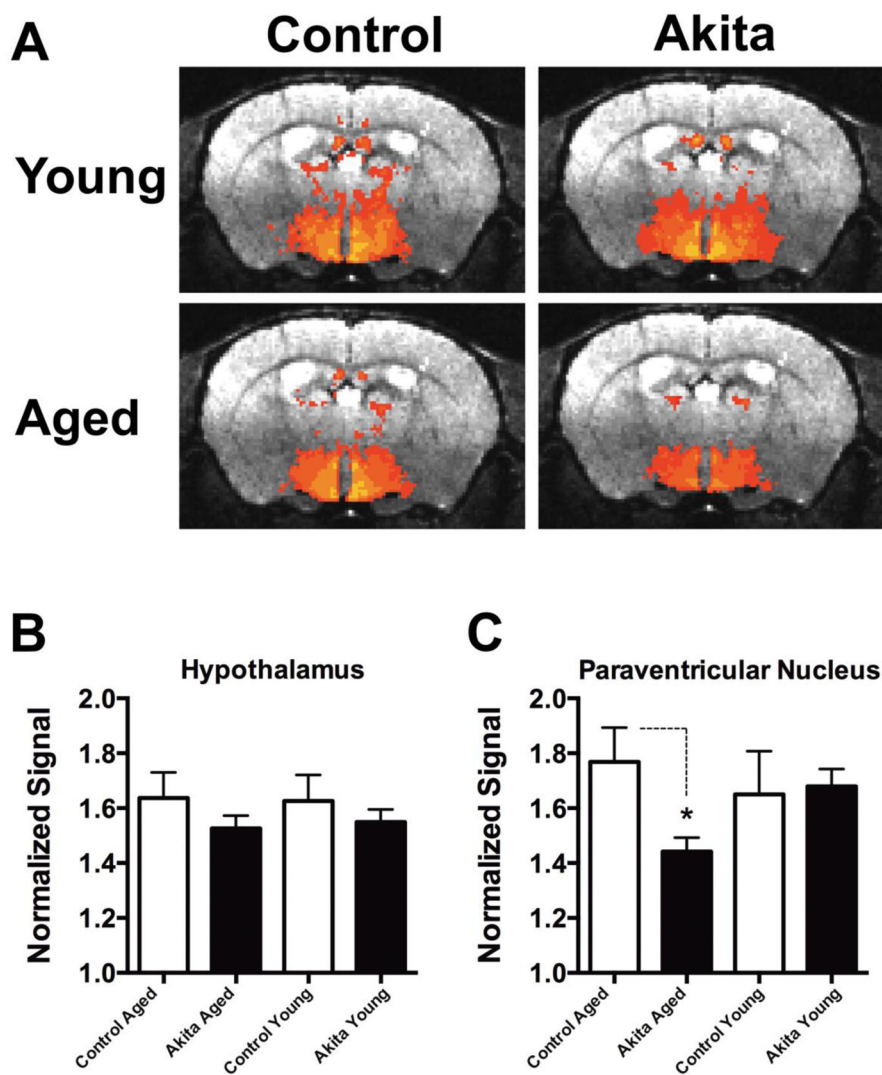 A
Control
Akita
Young
Aged
B
Hypothalamus
Normalized Signal
2.0
1.8
1.6
1.4
1.2
1.0
Control Aged
Akita Aged
Control Young
Akita Young
C
Paraventricular Nucleus
Normalized Signal
2.0
1.8
1.6
1.4
1.2
1.0
*
Control Aged
Akita Aged
Control Young
Akita Young